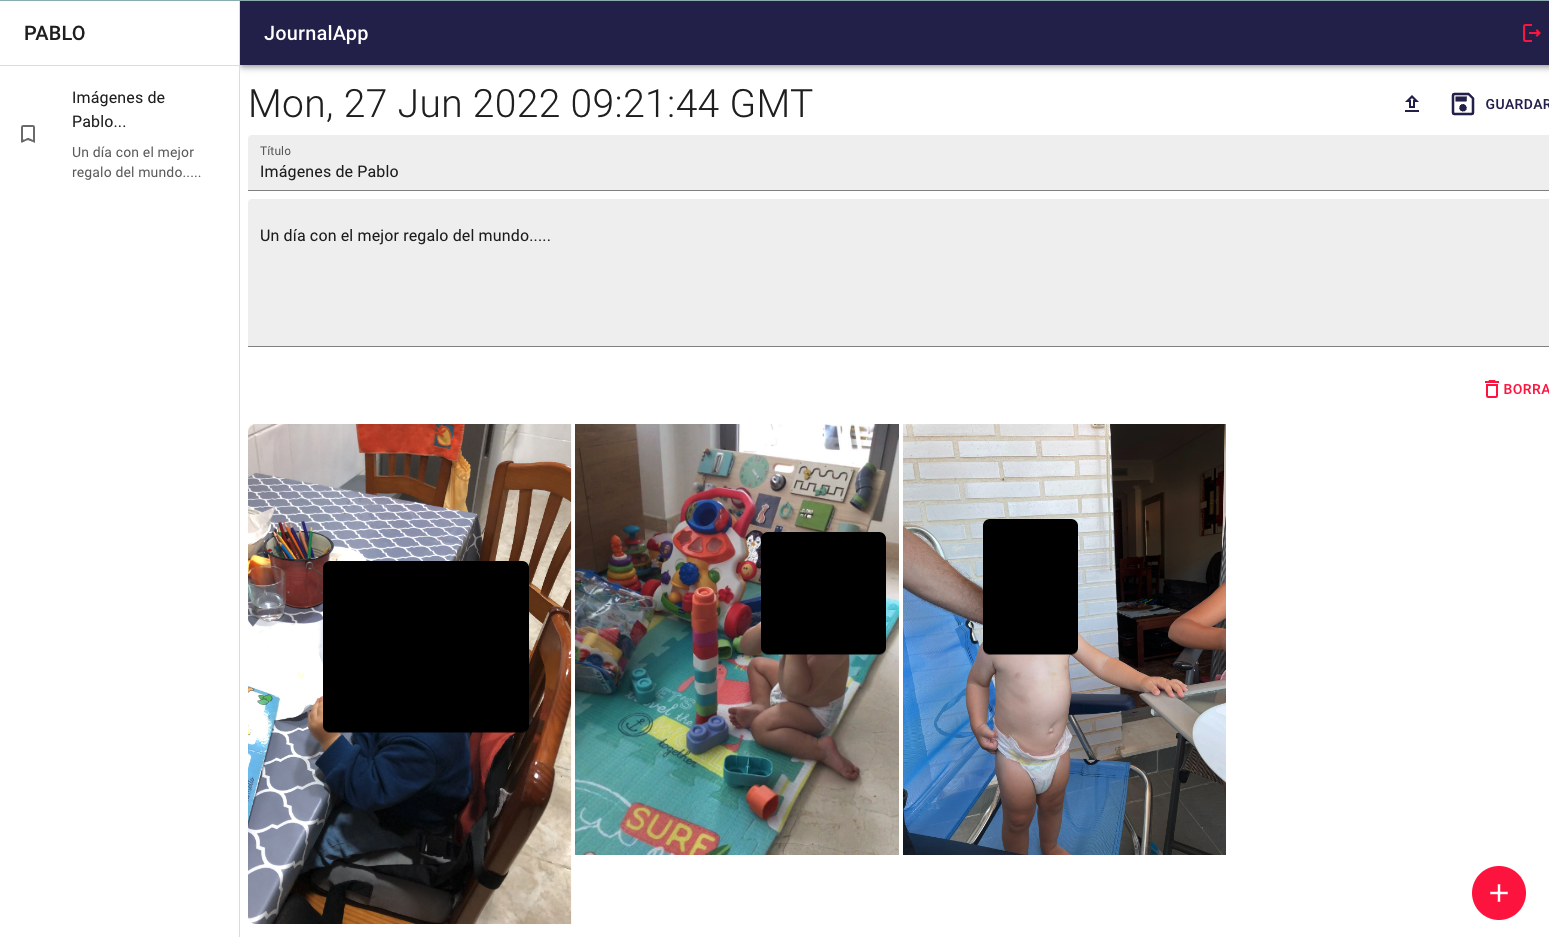 PABLO
JournalApp
Imágenes de
Pablo...
Un día con el mejor
regalo del mundo.....
Mon, 27 Jun 2022 09:21:44 GMT
GUARDAR
Título
Imágenes de Pablo
Un día con el mejor regalo del mundo.....
BORRA
together
SURF